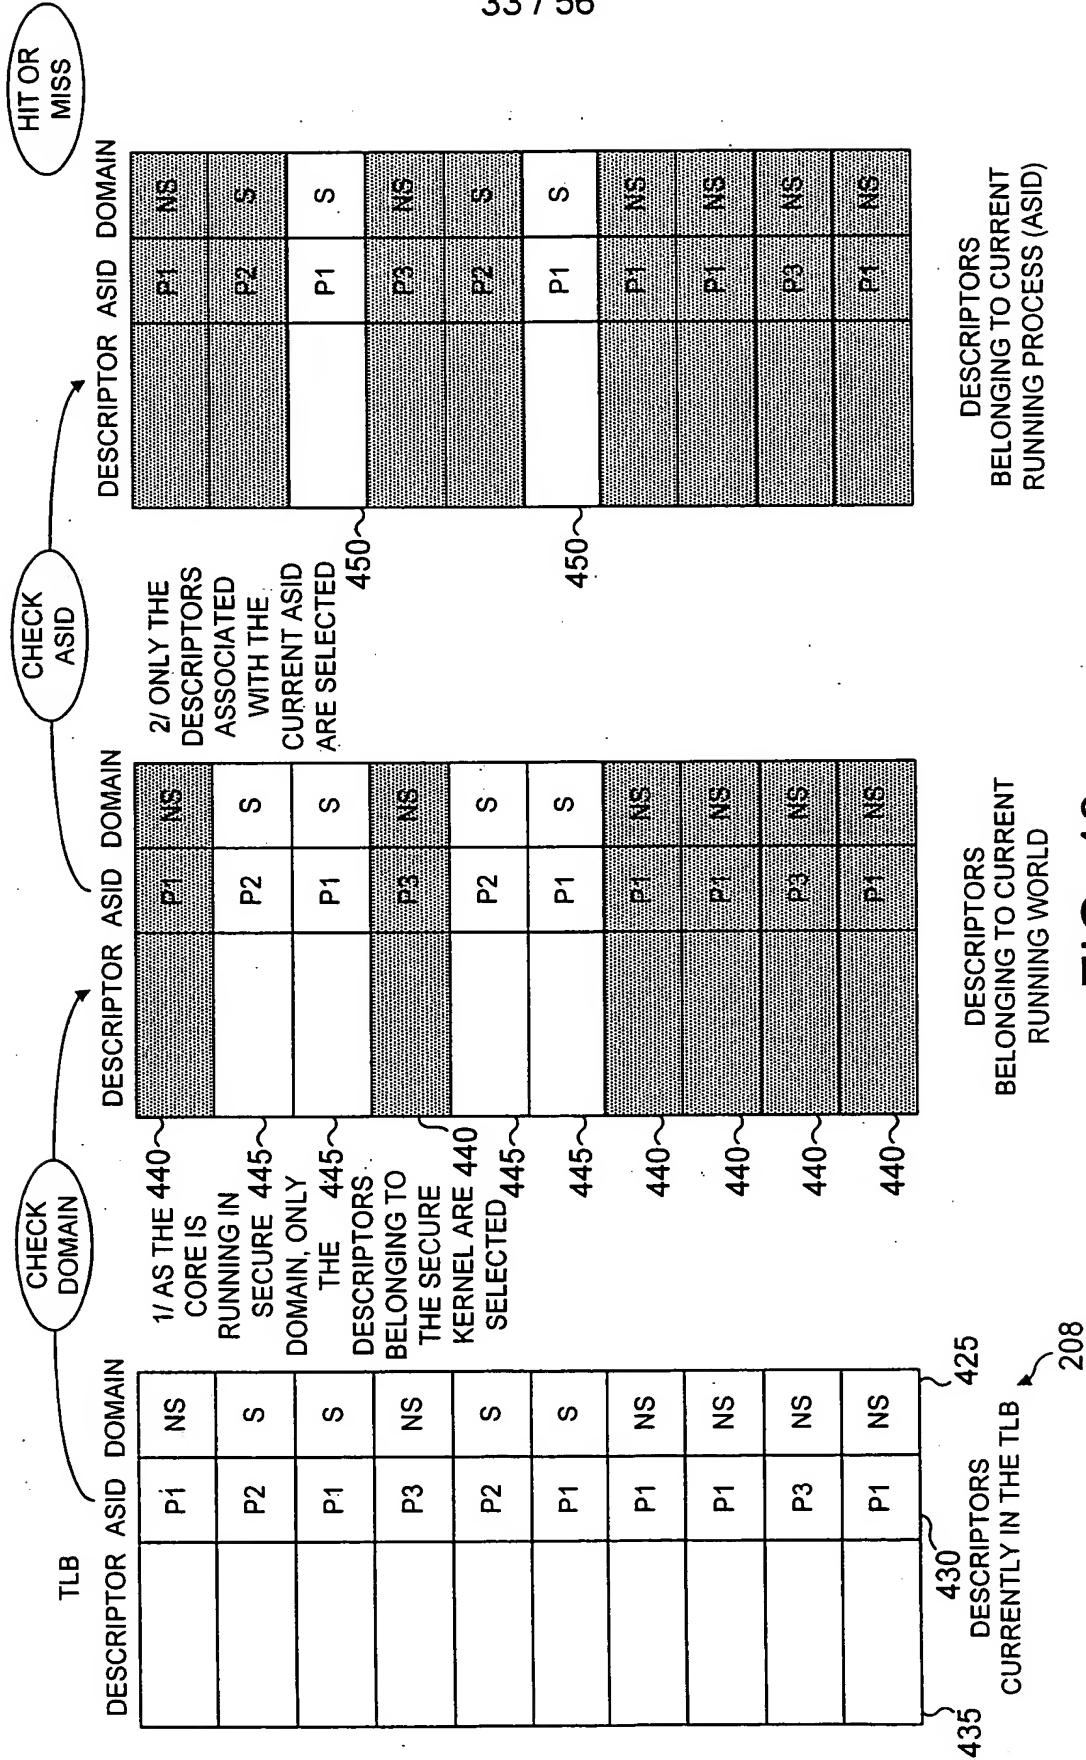 33 / 56
TLB
DESCRIPTOR ASID DOMAIN
P1 NS
P2 S
P1 S
P3 NS
P2 S
P1 S
P1 NS
P1 NS
P3 NS
P1 NS
435
430
425
DESCRIPTORS
CURRENTLY IN THE TLB
208
CHECK
DOMAIN
1/ AS THE
CORE IS
RUNNING IN
SECURE
DOMAIN, ONLY
THE
DESCRIPTORS
BELONGING TO
THE SECURE
KERNEL ARE
SELECTED
440
445
445
440
445
445
440
440
440
440
DESCRIPTOR ASID DOMAIN
P1 NS
P2 S
P1 S
P3 NS
P2 S
P1 S
P1 NS
P1 NS
P3 NS
P1 NS
DESCRIPTORS
BELONGING TO CURRENT
RUNNING WORLD
CHECK
ASID
2/ ONLY THE
DESCRIPTORS
ASSOCIATED
WITH THE
CURRENT ASID
ARE SELECTED
450
450
DESCRIPTOR ASID DOMAIN
P1 NS
P2 S
P1 S
P3 NS
P2 S
P1 S
P1 NS
P1 NS
P3 NS
P1 NS
DESCRIPTORS
BELONGING TO CURRENT
RUNNING PROCESS (ASID)
HIT OR
MISS